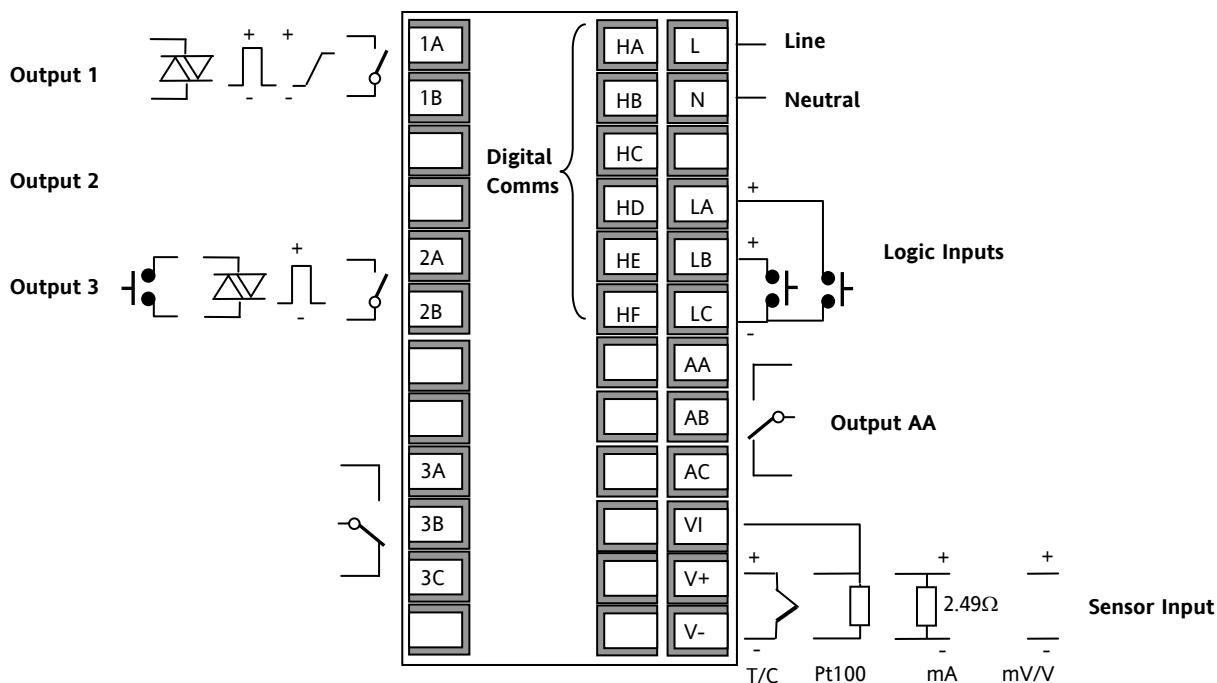 Output 1
+
+
-
-
1A
1B
Output 2
Output 3
+
-
2A
2B
3A
3B
3C
Digital
Comms
HA
HB
HC
HD
HE
HF
L
N
LA
LB
LC
AA
AB
AC
VI
V+
V-
Line
Neutral
+
+
-
Logic Inputs
Output AA
+
-
T/C
Pt100
+
2.49Ω
-
mA
+
-
mV/V
Sensor Input